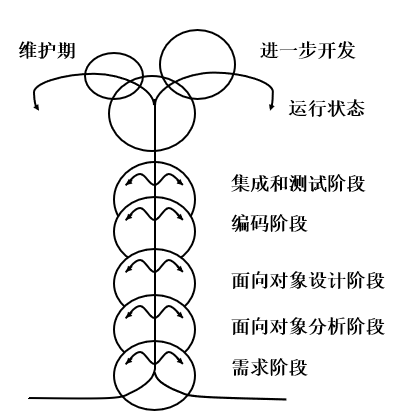 维护期
进一步开发
运行状态
集成和测试阶段
编码阶段
面向对象设计阶段
面向对象分析阶段
需求阶段